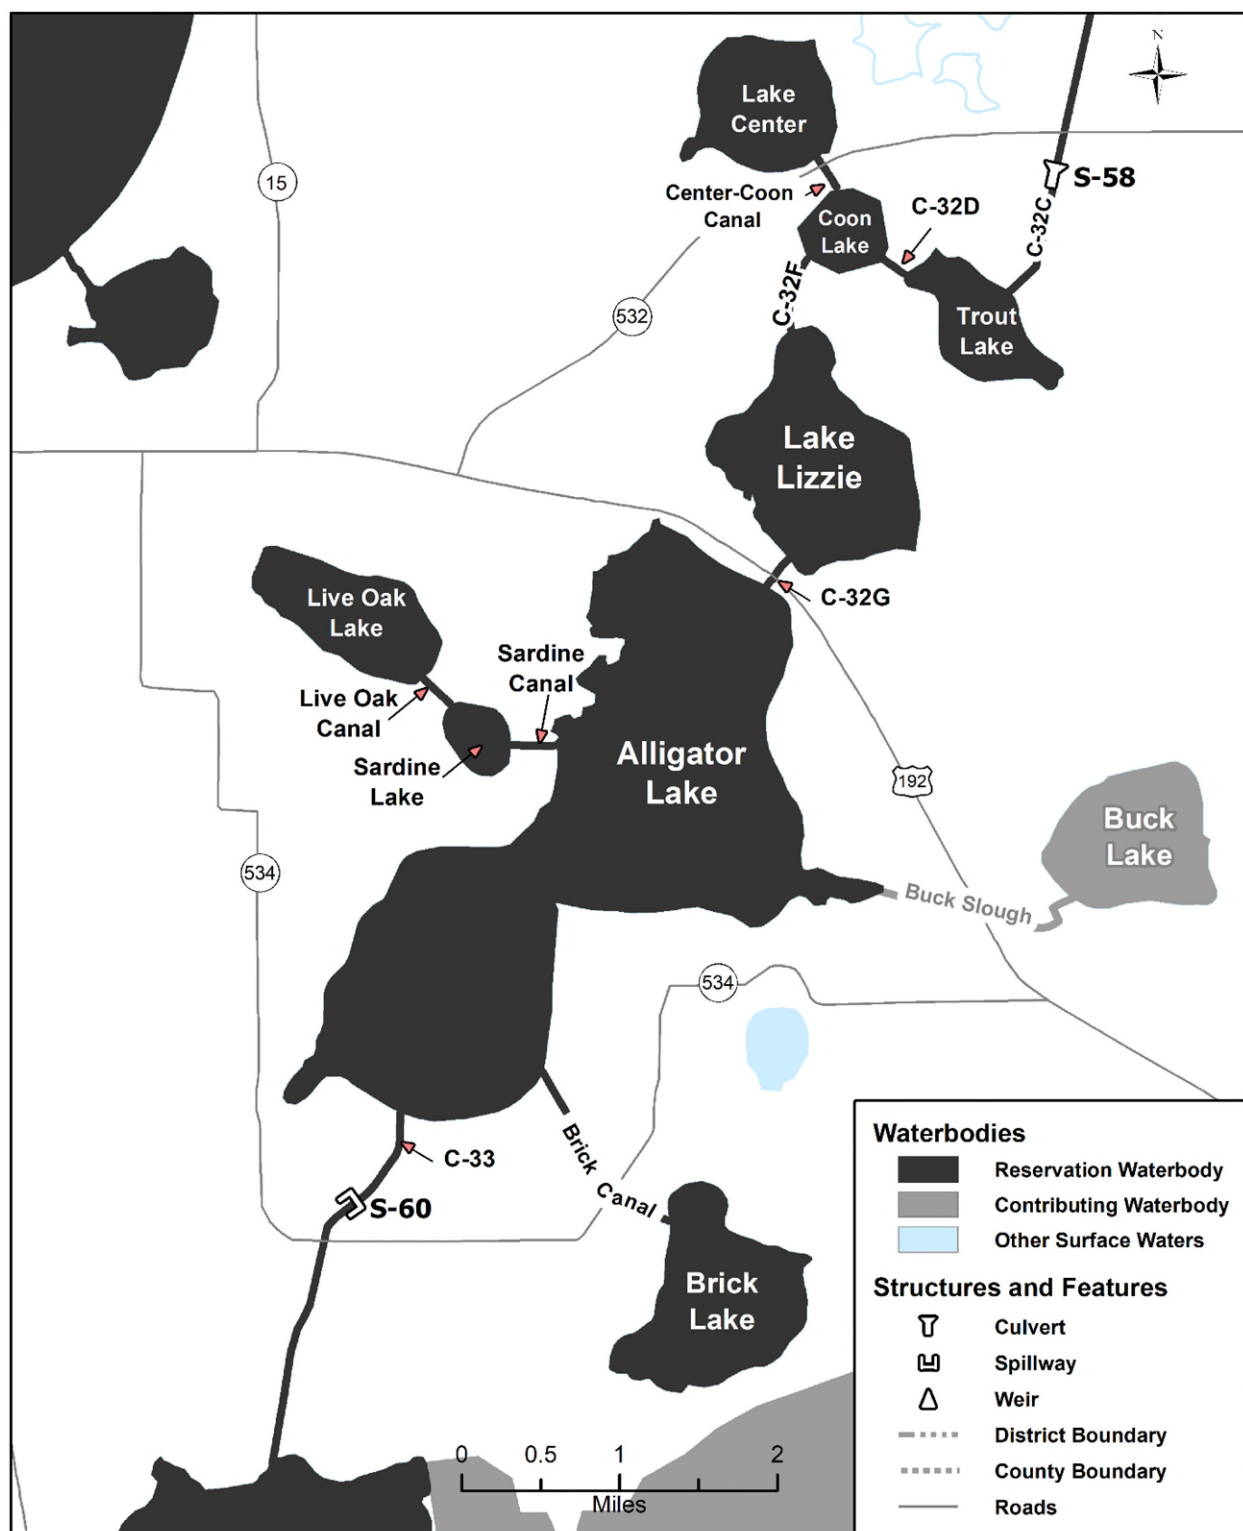 N
Lake
Center
15
S-58
Center-Coon
Canal
C-32D
Coon
Lake
C-32C
C-32F
532
Trout
Lake
Lake
Lizzie
Live Oak
Lake
C-32G
Sardine
Canal
Live Oak
Canal
Sardine
Lake
Alligator
Lake
192
Buck
Lake
534
Buck Slough
534
Brick Canal
C-33
S-60
Brick
Lake
0 0.5 1 2
Miles
Waterbodies
Reservation Waterbody
Contributing Waterbody
Other Surface Waters
Structures and Features
Culvert
Spillway
Weir
District Boundary
County Boundary
Roads